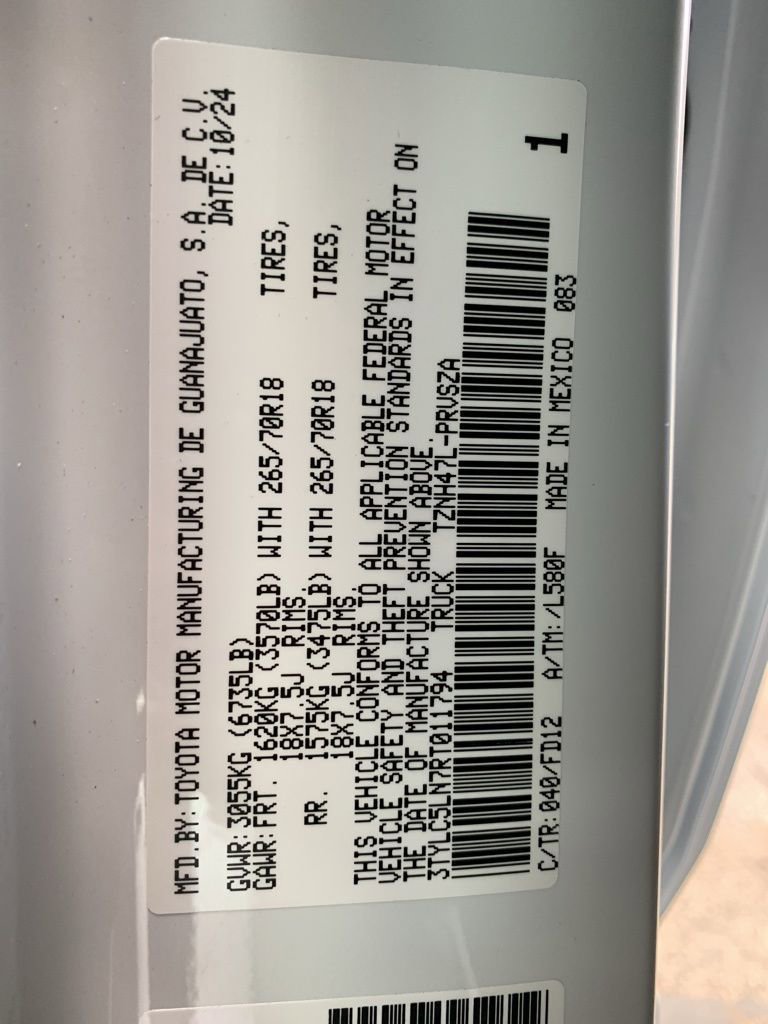 MFD.BY: TOYOTA MOTOR MANUFACTURING DE GUANAJUATO, S.A. DE C.V.
DATE: 10/24
GVWR: 3055KG (6735LB)
GAWR: FRT. 1620KG (3570LB) WITH 265/70R18 TIRES,
18X7.5J RIMS.
RR. 1575KG (3475LB) WITH 265/70R18 TIRES,
18X7.5J RIMS.
THIS VEHICLE CONFORMS TO ALL APPLICABLE FEDERAL MOTOR
VEHICLE SAFETY AND THEFT PREVENTION STANDARDS IN EFFECT ON
THE DATE OF MANUFACTURE SHOWN ABOVE.
3TYLC5LN7RT011794 TRUCK TZNH47L-PRVSZA
1
C/TR: 040/FD12 A/TM: /L580F MADE IN MEXICO 083